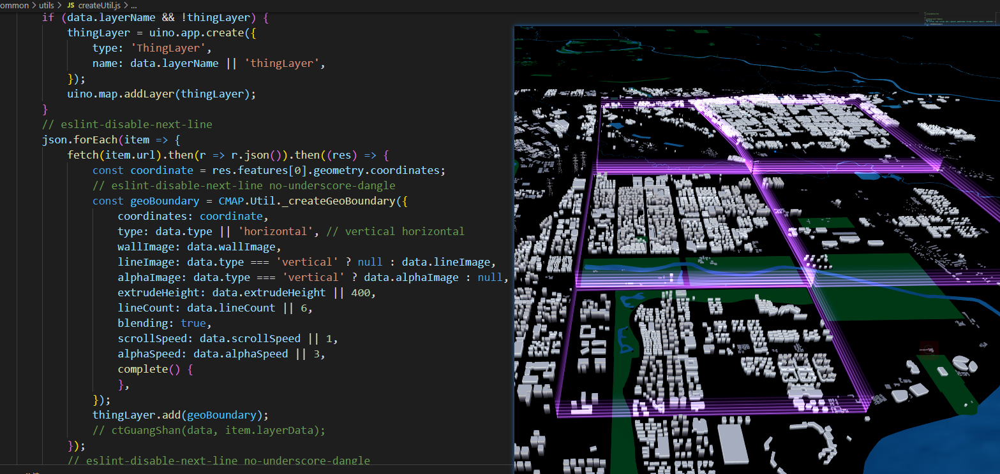 ommon > utils > JS createUtil.js > ...
if (data.layerName && !thingLayer) {
thingLayer = uino.app.create({
type: 'ThingLayer',
name: data.layerName || 'thingLayer',
});
uino.map.addLayer(thingLayer);
}
// eslint-disable-next-line
json.forEach(item => {
fetch(item.url).then(r => r.json()).then((res) => {
const coordinate = res.features[0].geometry.coordinates;
// eslint-disable-next-line no-underscore-dangle
const geoBoundary = CMAP.Util._createGeoBoundary({
coordinates: coordinate,
type: data.type || 'horizontal', // vertical horizontal
wallImage: data.wallImage,
lineImage: data.type === 'vertical' ? null : data.lineImage,
alphaImage: data.type === 'vertical' ? data.alphaImage : null,
extrudeHeight: data.extrudeHeight || 400,
lineCount: data.lineCount || 6,
blending: true,
scrollSpeed: data.scrollSpeed || 1,
alphaSpeed: data.alphaSpeed || 3,
complete() {
},
});
thingLayer.add(geoBoundary);
// ctGuangShan(data, item.layerData);
});
// eslint-disable-next-line no-underscore-dangle